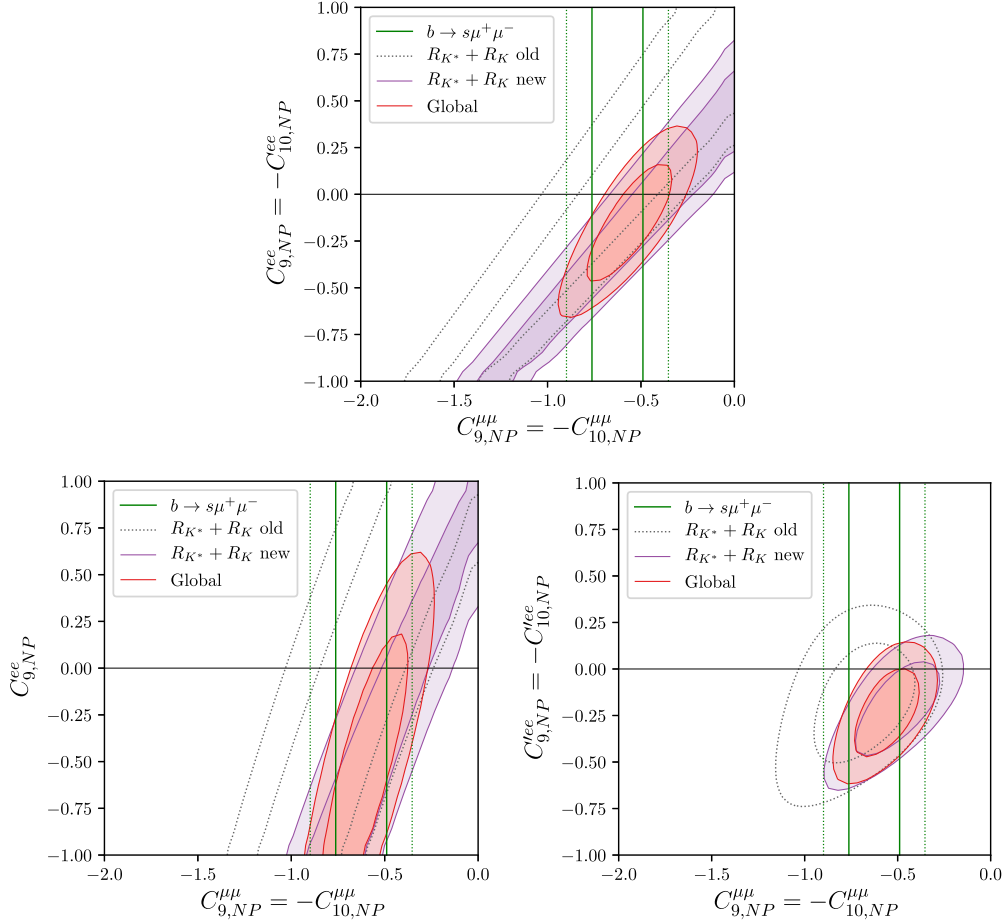 1.00
0.75
0.50
0.25
0.00
−0.25
−0.50
−0.75
−1.00
−2.0 −1.5 −1.0 −0.5 0.0
b → sμ⁺μ⁻
R_{K*} + R_K old
R_{K*} + R_K new
Global
C^{ee}_{9,NP} = −C^{ee}_{10,NP}
C^{μμ}_{9,NP} = −C^{μμ}_{10,NP}
1.00
0.75
0.50
0.25
0.00
−0.25
−0.50
−0.75
−1.00
−2.0 −1.5 −1.0 −0.5 0.0
b → sμ⁺μ⁻
R_{K*} + R_K old
R_{K*} + R_K new
Global
C^{ee}_{9,NP}
C^{μμ}_{9,NP} = −C^{μμ}_{10,NP}
1.00
0.75
0.50
0.25
0.00
−0.25
−0.50
−0.75
−1.00
−2.0 −1.5 −1.0 −0.5 0.0
b → sμ⁺μ⁻
R_{K*} + R_K old
R_{K*} + R_K new
Global
C'^{ee}_{9,NP} = −C'^{ee}_{10,NP}
C^{μμ}_{9,NP} = −C^{μμ}_{10,NP}